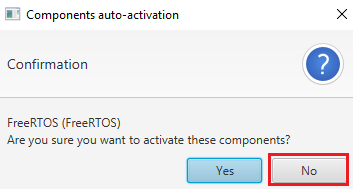 Components auto-activation
Confirmation
?
FreeRTOS (FreeRTOS)
Are you sure you want to activate these components?
Yes
No